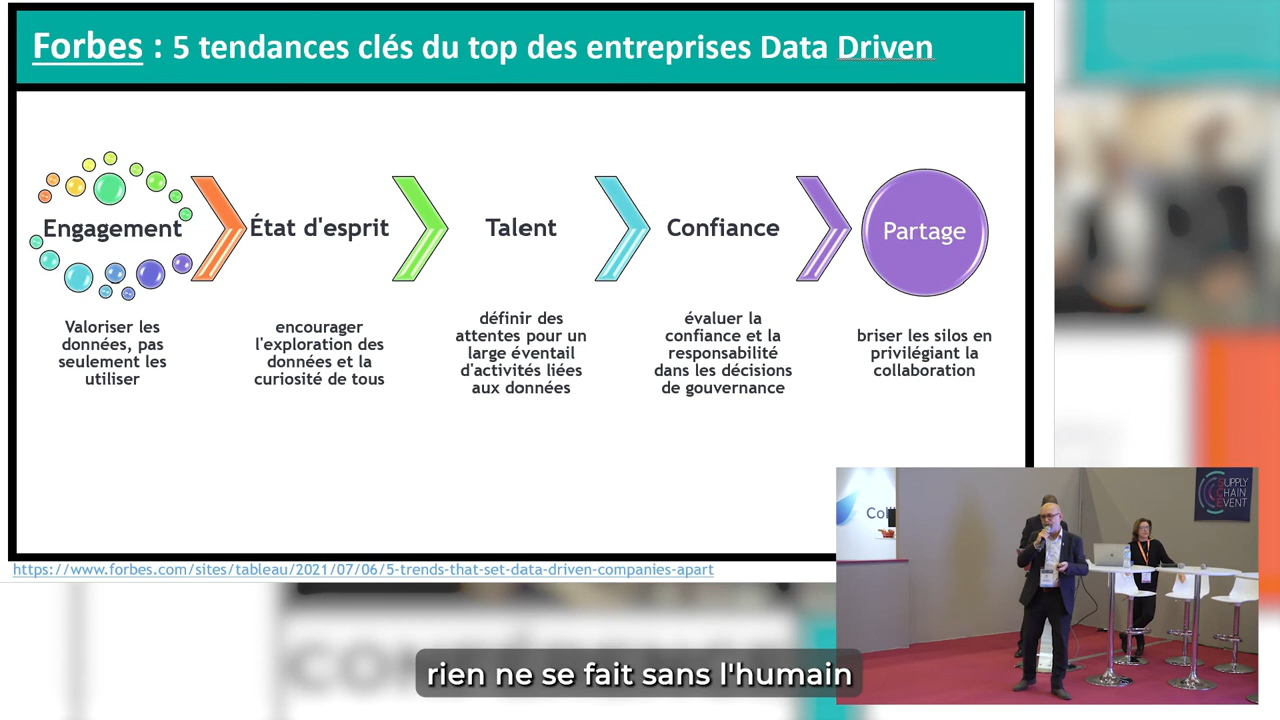 Forbes : 5 tendances clés du top des entreprises Data Driven
Engagement
État d'esprit
Talent
Confiance
Partage
Valoriser les
données, pas
seulement les
utiliser
encourager
l'exploration des
données et la
curiosité de tous
définir des
attentes pour un
large éventail
d'activités liées
aux données
évaluer la
confiance et la
responsabilité
dans les décisions
de gouvernance
briser les silos en
privilégiant la
collaboration
https://www.forbes.com/sites/tableau/2021/07/06/5-trends-that-set-data-driven-companies-apart
SUPPLY
CHAIN
EVENT
rien ne se fait sans l'humain